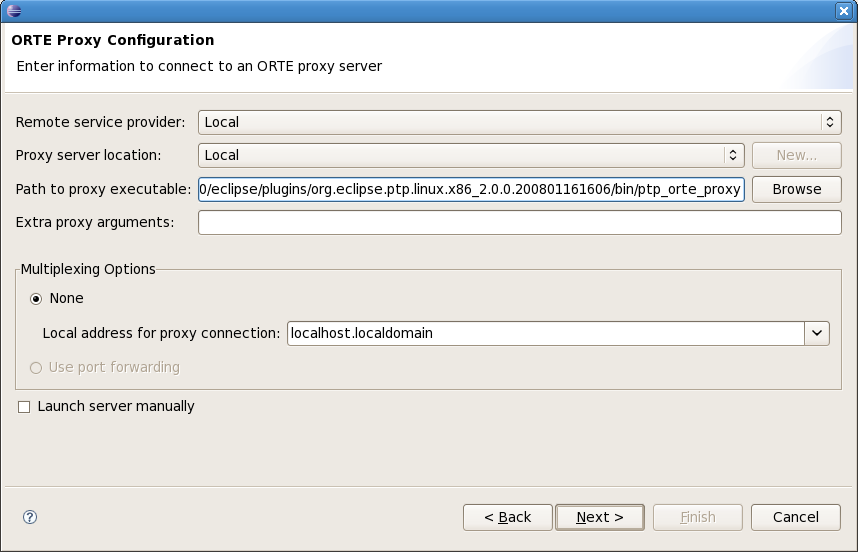 ORTE Proxy Configuration
Enter information to connect to an ORTE proxy server
Remote service provider: Local
Proxy server location: Local New...
Path to proxy executable: 0/eclipse/plugins/org.eclipse.ptp.linux.x86_2.0.0.200801161606/bin/ptp_orte_proxy Browse
Extra proxy arguments:
Multiplexing Options
None
Local address for proxy connection: localhost.localdomain
Use port forwarding
Launch server manually
? < Back Next > Finish Cancel